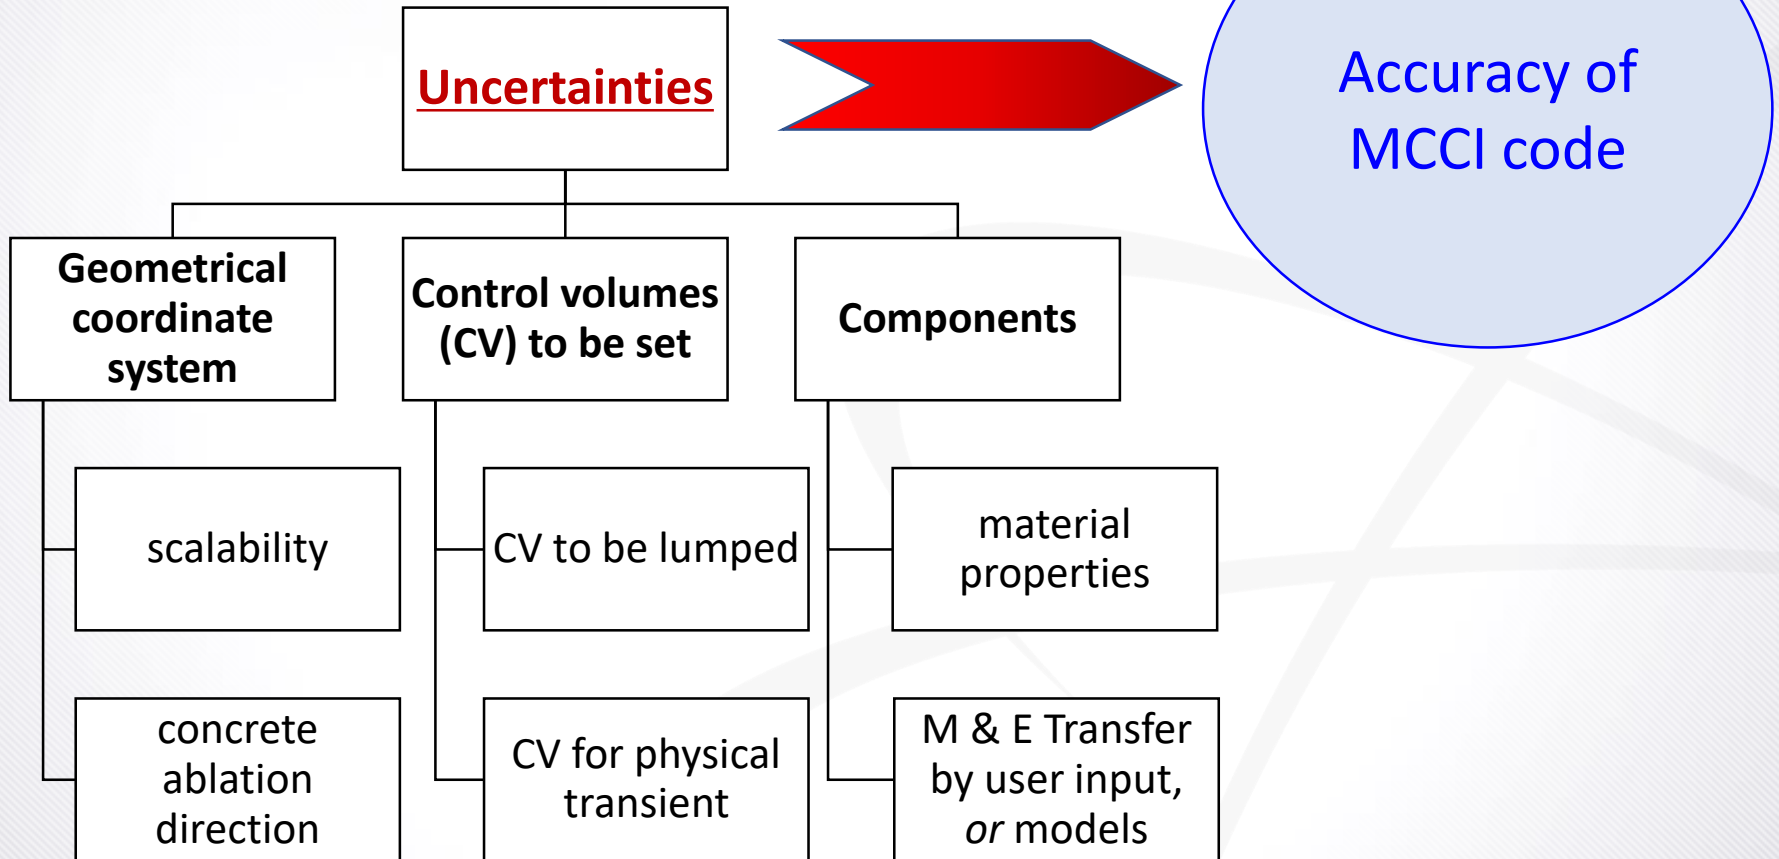 Uncertainties
Accuracy of
MCCI code
Geometrical
coordinate
system
Control volumes
(CV) to be set
Components
scalability
CV to be lumped
material
properties
concrete
ablation
direction
CV for physical
transient
M & E Transfer
by user input,
or models